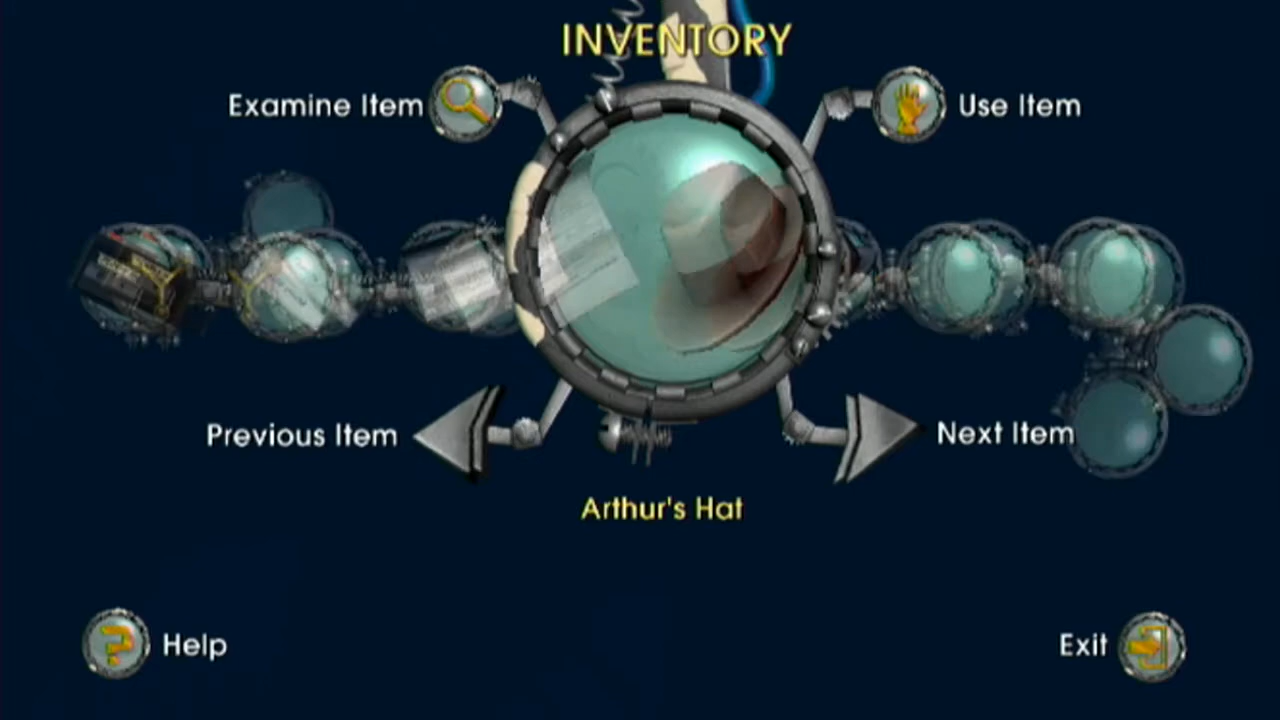 INVENTORY
Examine Item
Use Item
Previous Item
Next Item
Arthur's Hat
Help
Exit